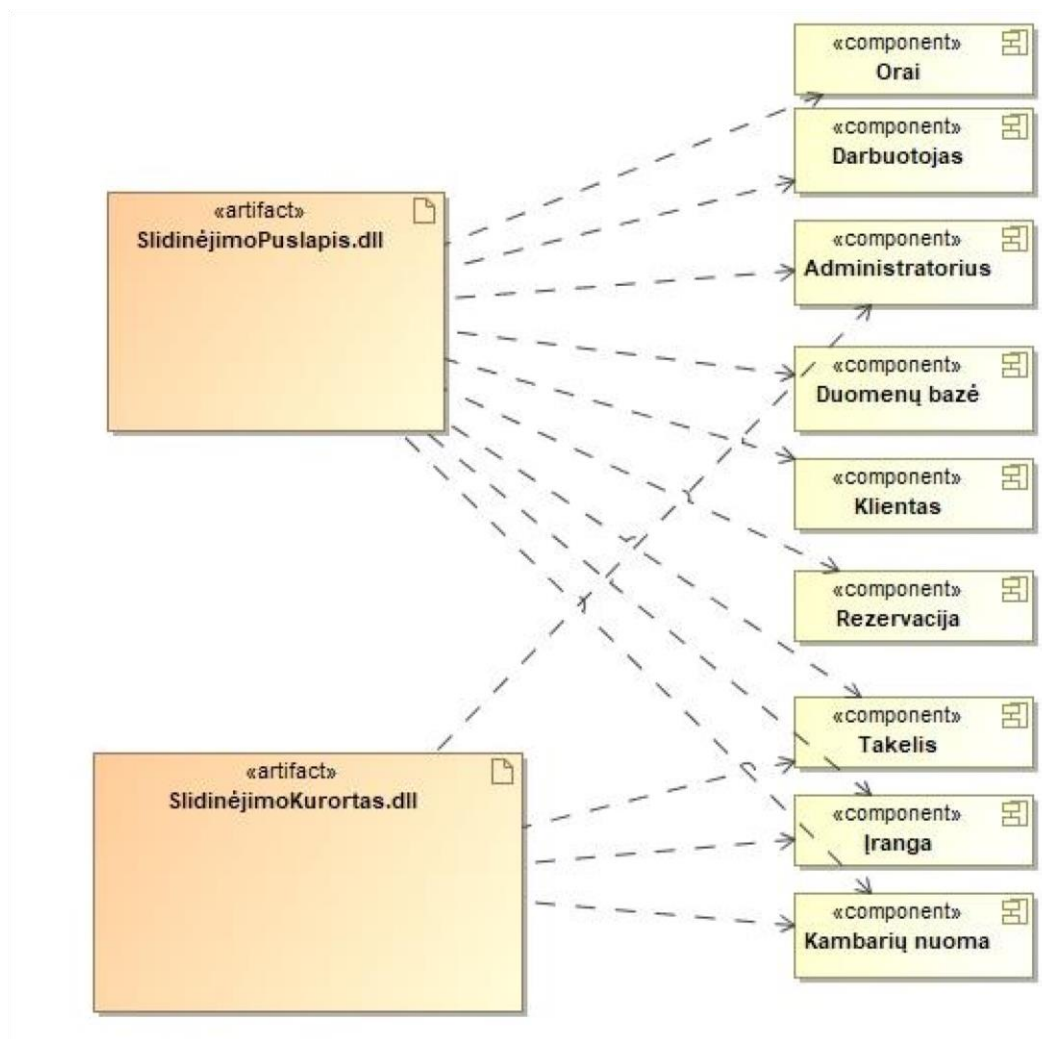 «artifact»
SlidinėjimoPuslapis.dll
«artifact»
SlidinėjimoKurortas.dll
«component»
Orai
«component»
Darbuotojas
«component»
Administratorius
«component»
Duomenų bazė
«component»
Klientas
«component»
Rezervacija
«component»
Takelis
«component»
Įranga
«component»
Kambarių nuoma